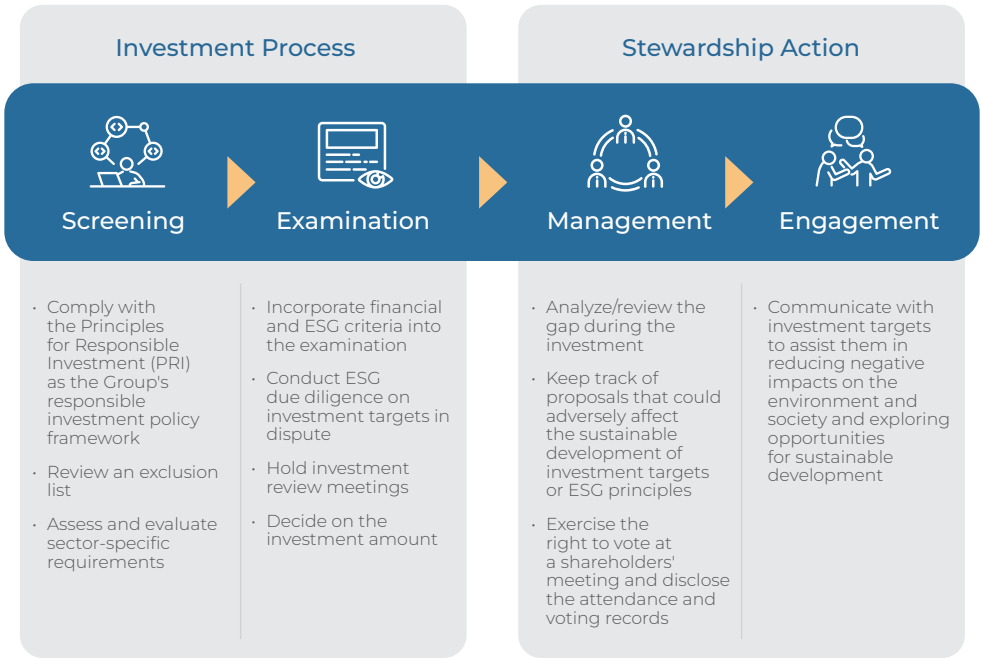 Investment Process
Stewardship Action
Screening
Examination
Management
Engagement
· Comply with
the Principles
for Responsible
Investment (PRI)
as the Group's
responsible
investment policy
framework
· Review an exclusion
list
· Assess and evaluate
sector-specific
requirements
· Incorporate financial
and ESG criteria into
the examination
· Conduct ESG
due diligence on
investment targets in
dispute
· Hold investment
review meetings
· Decide on the
investment amount
· Analyze/review the
gap during the
investment
· Keep track of
proposals that could
adversely affect
the sustainable
development of
investment targets
or ESG principles
· Exercise the
right to vote at
a shareholders'
meeting and disclose
the attendance and
voting records
· Communicate with
investment targets
to assist them in
reducing negative
impacts on the
environment and
society and exploring
opportunities
for sustainable
development